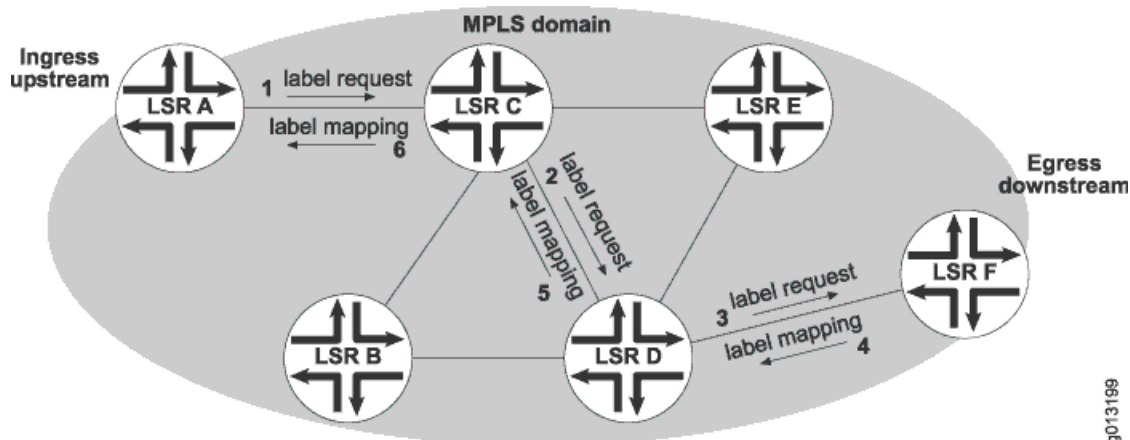 MPLS domain
Ingress
upstream
1 label request
LSR A
LSR C
LSR E
label mapping
6
2 label request
label mapping
5
Egress
downstream
LSR F
3 label request
label mapping 4
LSR B
LSR D
g013199